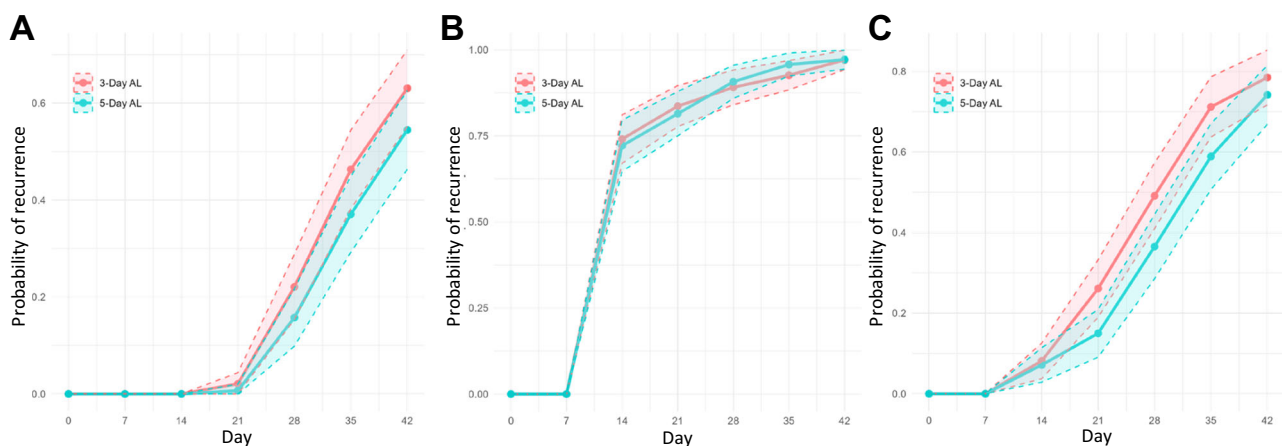 A
B
C
3-Day AL
5-Day AL
Probability of recurrence
0.6
0.4
0.2
0.0
0 7 14 21 28 35 42
Day
3-Day AL
5-Day AL
Probability of recurrence
1.00
0.75
0.50
0.25
0.00
0 7 14 21 28 35 42
Day
3-Day AL
5-Day AL
Probability of recurrence
0.8
0.6
0.4
0.2
0.0
0 7 14 21 28 35 42
Day